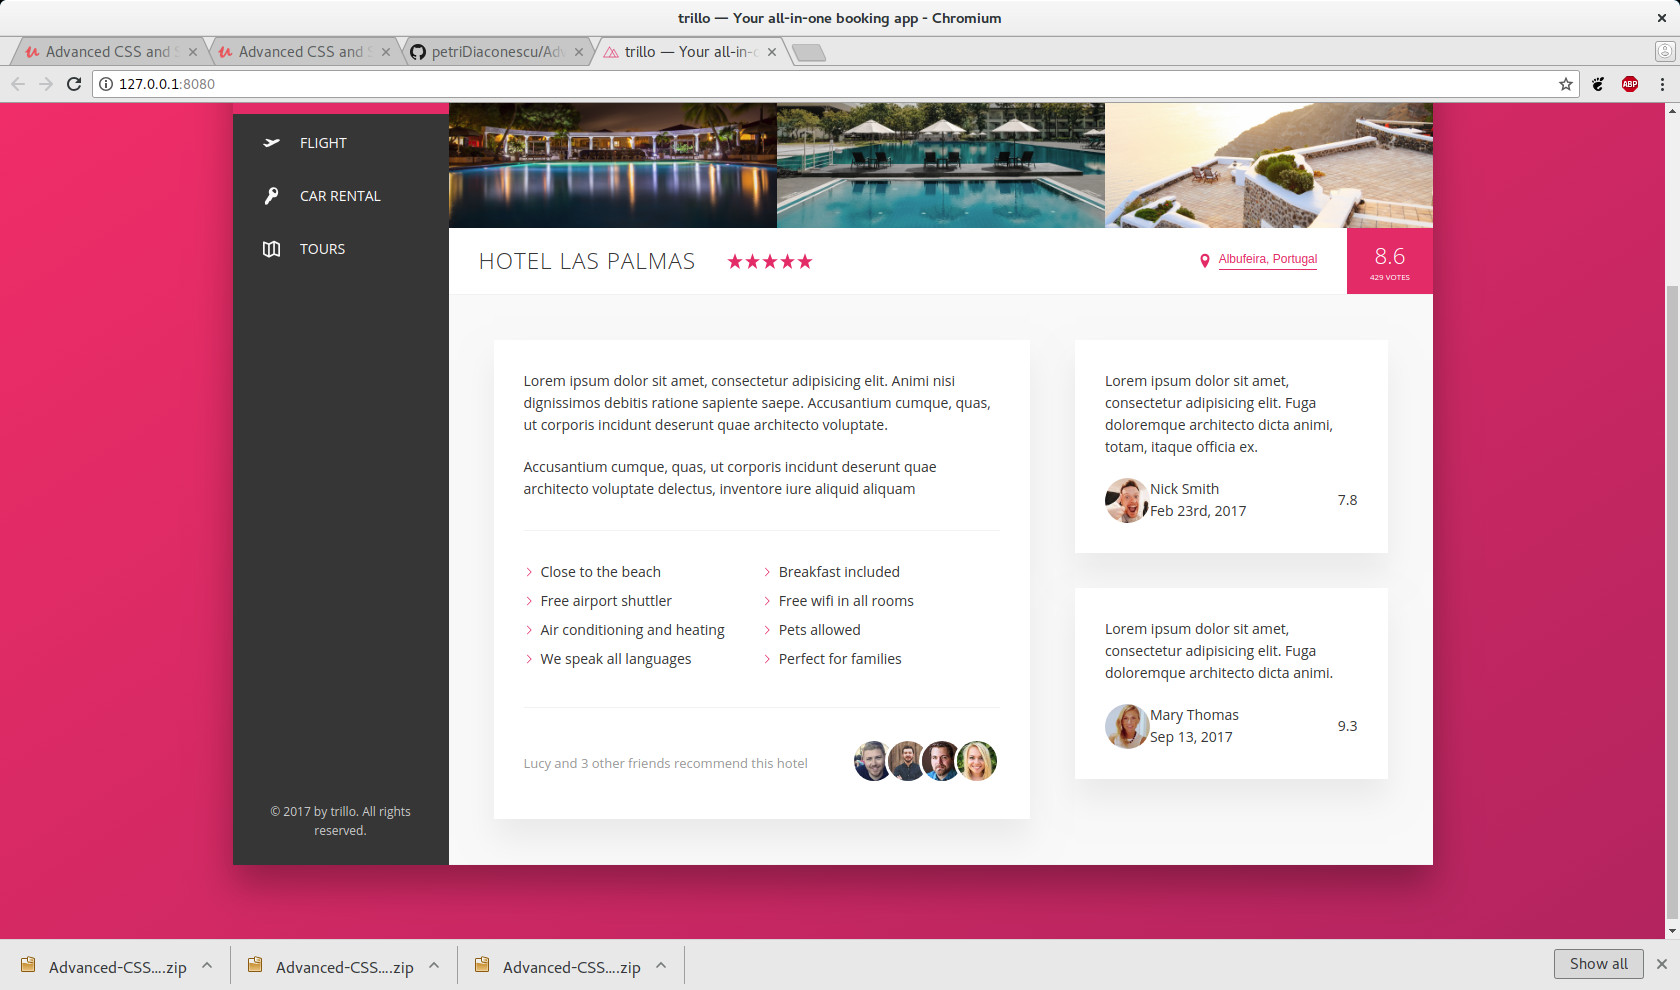 trillo — Your all-in-one booking app - Chromium
Advanced CSS and S
Advanced CSS and S
petriDiaconescu/Adv
trillo — Your all-in-o
127.0.0.1:8080
ABP
FLIGHT
CAR RENTAL
TOURS
HOTEL LAS PALMAS
Albufeira, Portugal
8.6
429 VOTES
Lorem ipsum dolor sit amet, consectetur adipisicing elit. Animi nisi
dignissimos debitis ratione sapiente saepe. Accusantium cumque, quas,
ut corporis incidunt deserunt quae architecto voluptate.
Accusantium cumque, quas, ut corporis incidunt deserunt quae
architecto voluptate delectus, inventore iure aliquid aliquam
Close to the beach
Free airport shuttler
Air conditioning and heating
We speak all languages
Breakfast included
Free wifi in all rooms
Pets allowed
Perfect for families
Lucy and 3 other friends recommend this hotel
Lorem ipsum dolor sit amet,
consectetur adipisicing elit. Fuga
doloremque architecto dicta animi,
totam, itaque officia ex.
Nick Smith
Feb 23rd, 2017
7.8
Lorem ipsum dolor sit amet,
consectetur adipisicing elit. Fuga
doloremque architecto dicta animi.
Mary Thomas
Sep 13, 2017
9.3
© 2017 by trillo. All rights
reserved.
Advanced-CSS....zip
Advanced-CSS....zip
Advanced-CSS....zip
Show all